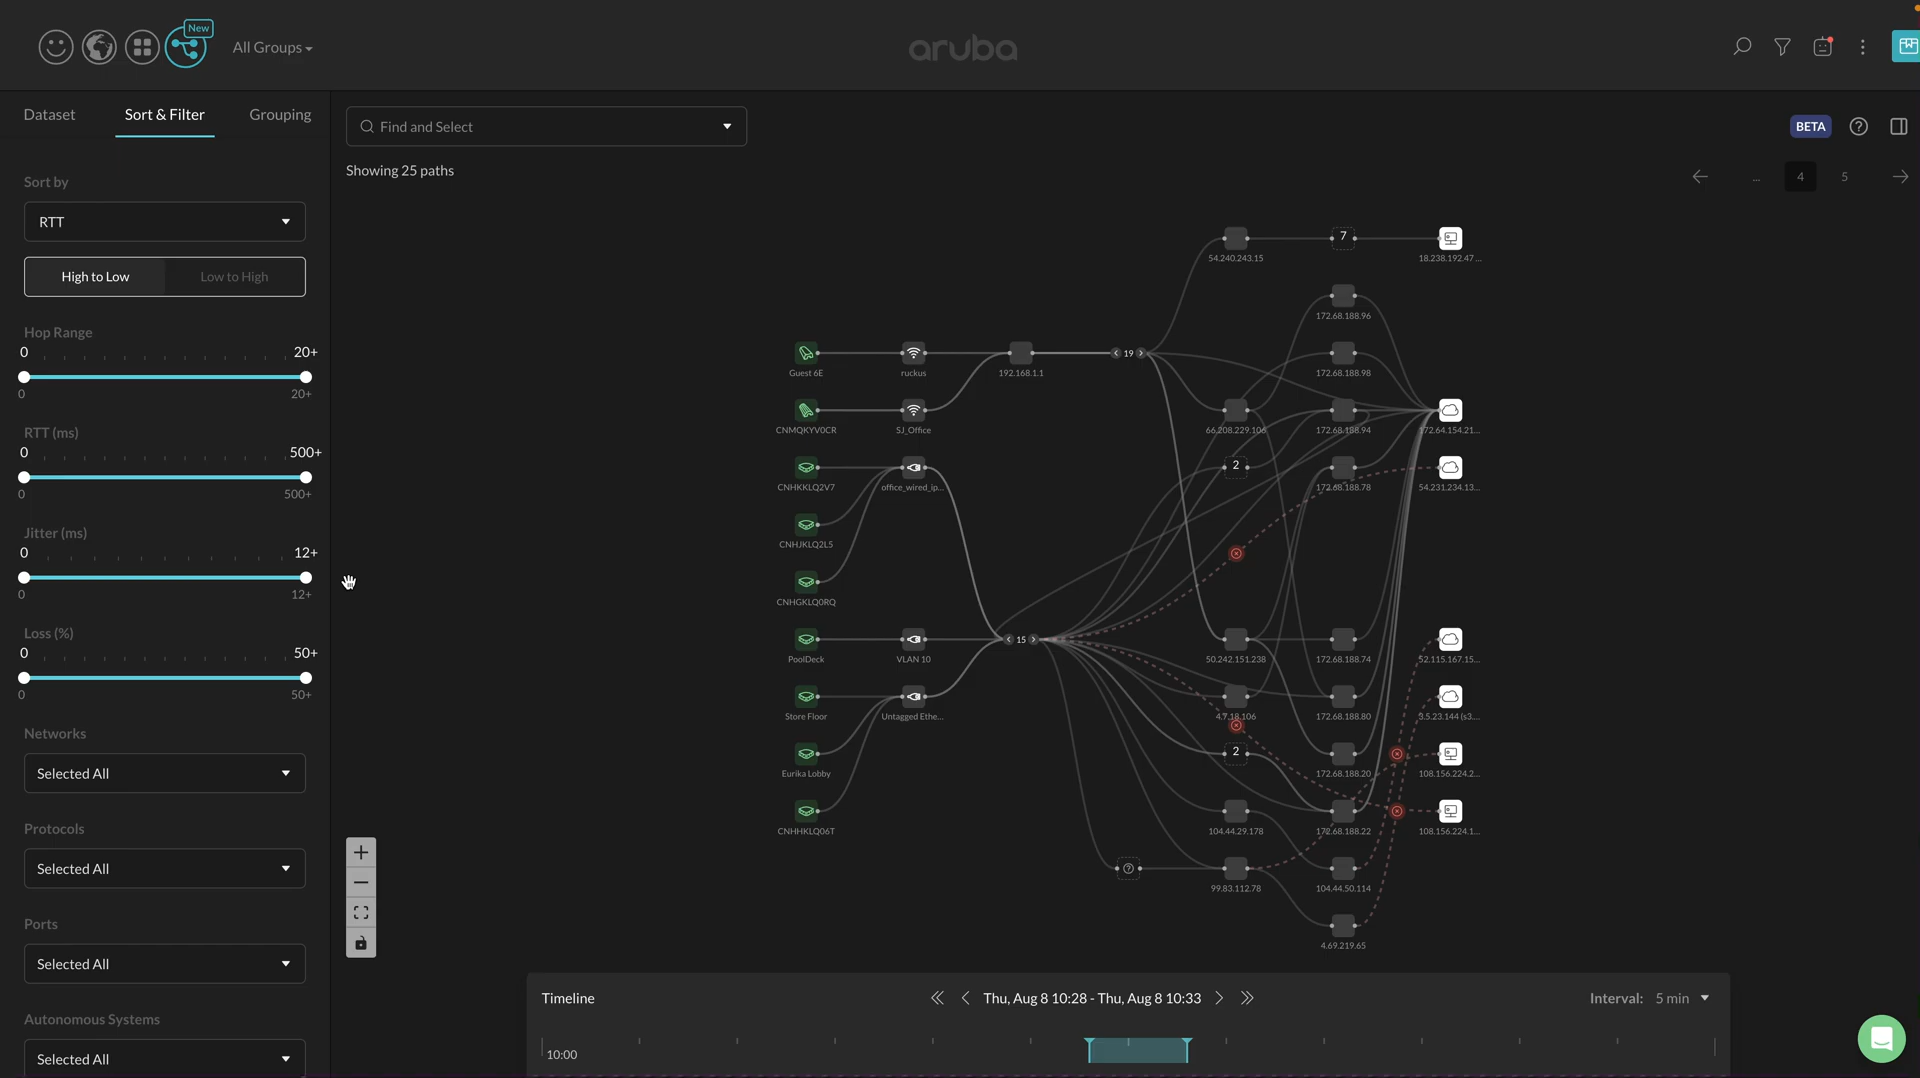 New
All Groups
aruba
Dataset
Sort & Filter
Grouping
Find and Select
BETA
Showing 25 paths
...
4
5
Sort by
RTT
High to Low
Low to High
Hop Range
0
20+
0
20+
RTT (ms)
0
500+
0
500+
Jitter (ms)
0
12+
0
12+
Loss (%)
0
50+
0
50+
Networks
Selected All
Protocols
Selected All
Ports
Selected All
Autonomous Systems
Selected All
54.240.243.15
7
18.238.192.47...
172.68.188.96
Guest 6E
ruckus
192.168.1.1
19
172.68.188.98
CNMQKYV0CR
SJ_Office
66.208.229.106
172.68.188.94
172.64.154.21...
CNHKKLQ2V7
office_wired_ip...
2
172.68.188.78
54.231.234.13...
CNHJKLQ2L5
CNHGKLQ0RQ
PoolDeck
VLAN 10
15
50.242.151.238
172.68.188.74
52.115.167.15...
Store Floor
Untagged Ethe...
4.7.18.106
172.68.188.80
3.5.23.144 (s3....
Eurika Lobby
2
172.68.188.20
108.156.224.2...
CNHHKLQ06T
104.44.29.178
172.68.188.22
108.156.224.1...
99.83.112.78
104.44.50.114
4.69.219.65
Timeline
Thu, Aug 8 10:28 - Thu, Aug 8 10:33
Interval: 5 min
10:00